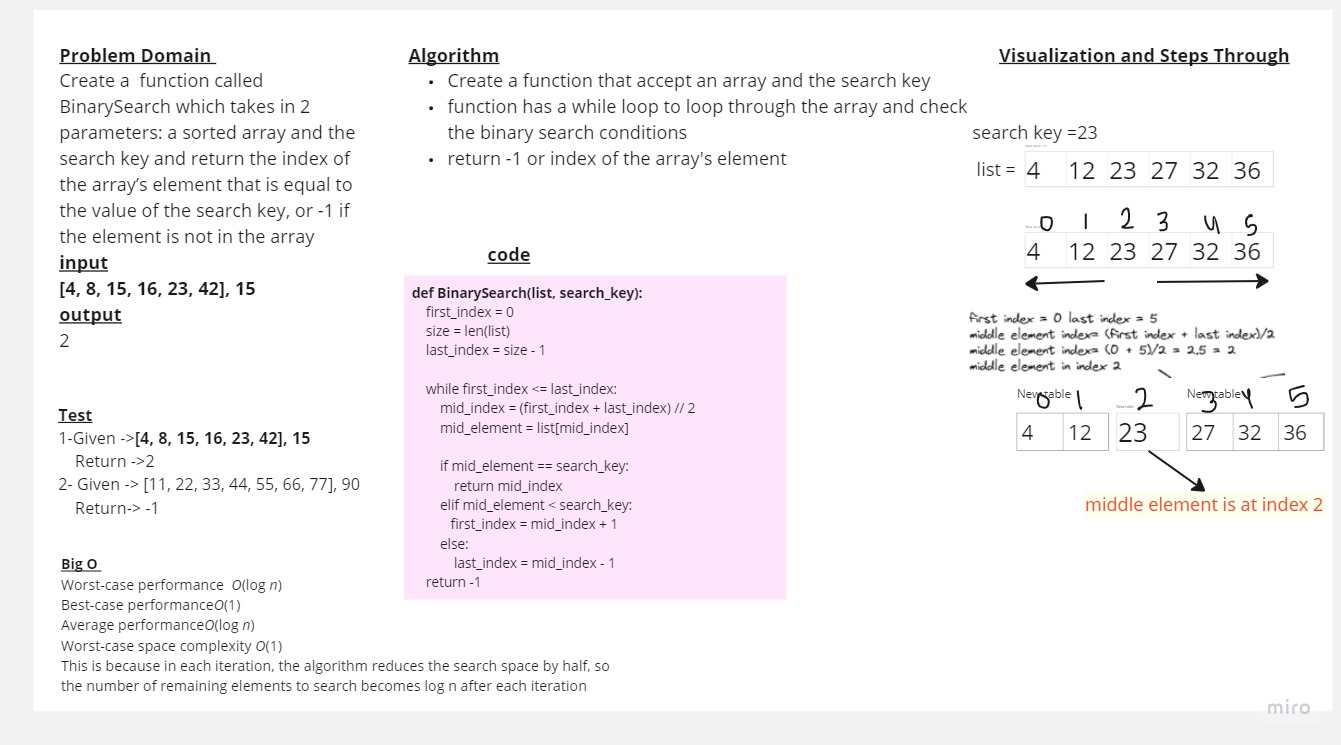 Problem Domain
Create a function called
BinarySearch which takes in 2
parameters: a sorted array and the
search key and return the index of
the array’s element that is equal to
the value of the search key, or -1 if
the element is not in the array
input
[4, 8, 15, 16, 23, 42], 15
output
2
Test
1-Given ->[4, 8, 15, 16, 23, 42], 15
Return ->2
2- Given -> [11, 22, 33, 44, 55, 66, 77], 90
Return-> -1
Big O
Worst-case performance O(log n)
Best-case performanceO(1)
Average performanceO(log n)
Worst-case space complexity O(1)
This is because in each iteration, the algorithm reduces the search space by half, so
the number of remaining elements to search becomes log n after each iteration
Algorithm
• Create a function that accept an array and the search key
• function has a while loop to loop through the array and check
the binary search conditions
• return -1 or index of the array's element
code
def BinarySearch(list, search_key):
first_index = 0
size = len(list)
last_index = size - 1
while first_index <= last_index:
mid_index = (first_index + last_index) // 2
mid_element = list[mid_index]
if mid_element == search_key:
return mid_index
elif mid_element < search_key:
first_index = mid_index + 1
else:
last_index = mid_index - 1
return -1
Visualization and Steps Through
search key =23
list = 4 12 23 27 32 36
0 1 2 3 4 5
4 12 23 27 32 36
first index = 0 last index = 5
middle element index= (first index + last index)/2
middle element index= (0 + 5)/2 = 2.5 = 2
middle element in index 2
New table New table
0 1 2 3 4 5
4 12 23 27 32 36
middle element is at index 2
miro